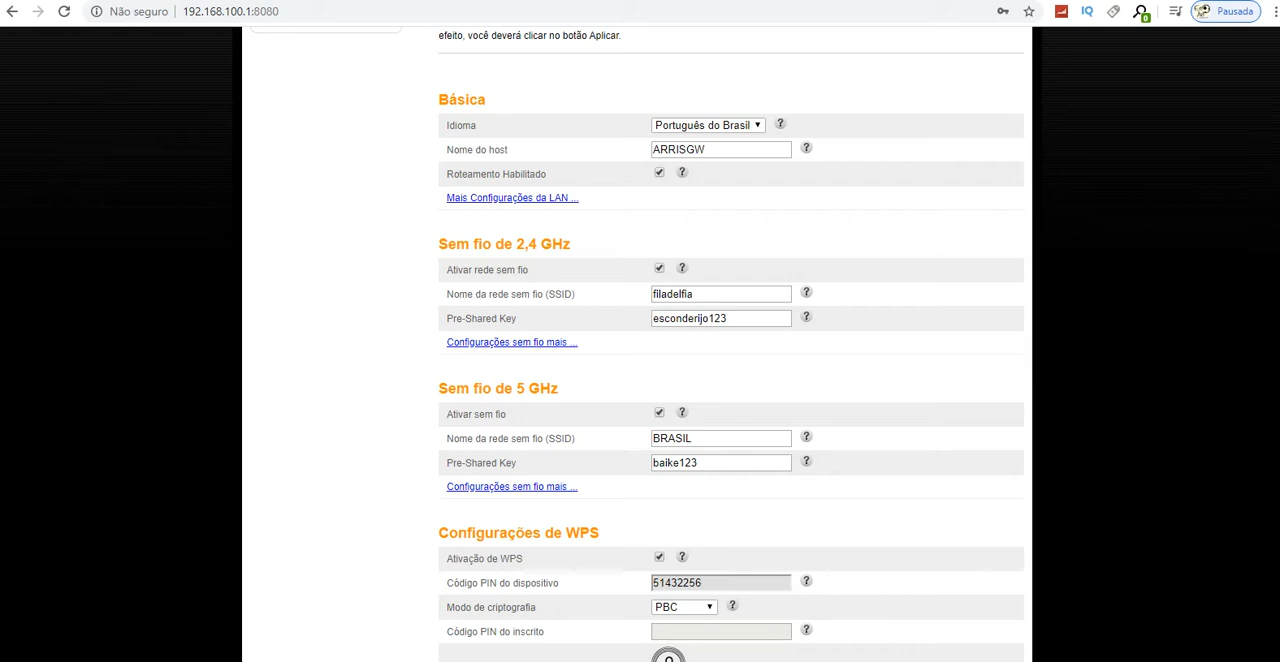 Não seguro
192.168.100.1:8080
IQ
0
Pausada
efeito, você deverá clicar no botão Aplicar.
Básica
Idioma Português do Brasil ?
Nome do host ARRISGW ?
Roteamento Habilitado ?
Mais Configurações da LAN ...
Sem fio de 2,4 GHz
Ativar rede sem fio ?
Nome da rede sem fio (SSID) filadelfia ?
Pre-Shared Key esconderijo123 ?
Configurações sem fio mais ...
Sem fio de 5 GHz
Ativar sem fio ?
Nome da rede sem fio (SSID) BRASIL ?
Pre-Shared Key baike123 ?
Configurações sem fio mais ...
Configurações de WPS
Ativação de WPS ?
Código PIN do dispositivo 51432256 ?
Modo de criptografia PBC ?
Código PIN do inscrito ?